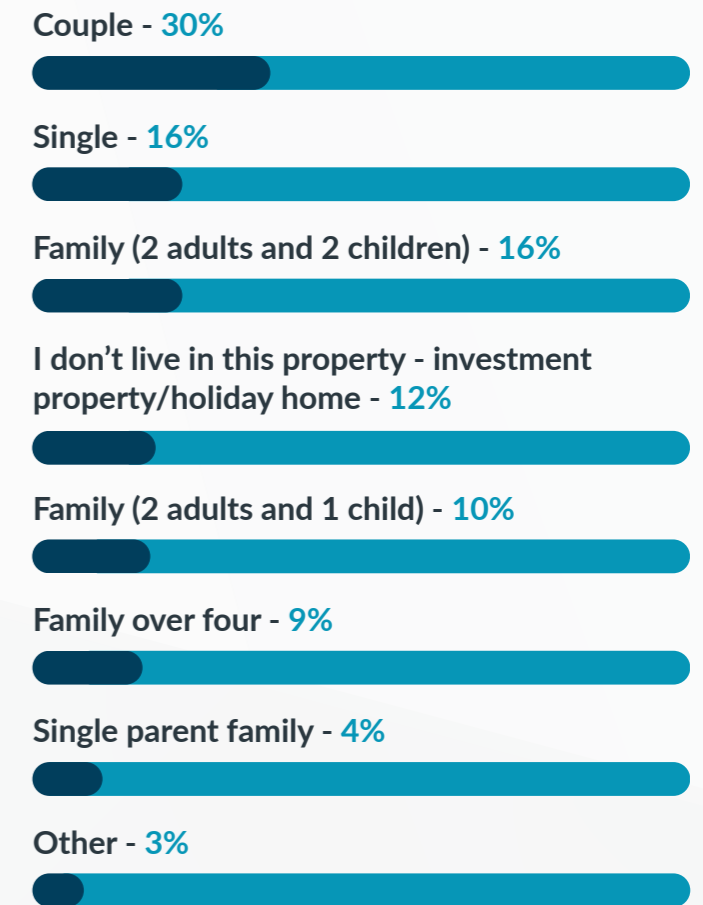 Couple - 30%
Single - 16%
Family (2 adults and 2 children) - 16%
I don’t live in this property - investment
property/holiday home - 12%
Family (2 adults and 1 child) - 10%
Family over four - 9%
Single parent family - 4%
Other - 3%